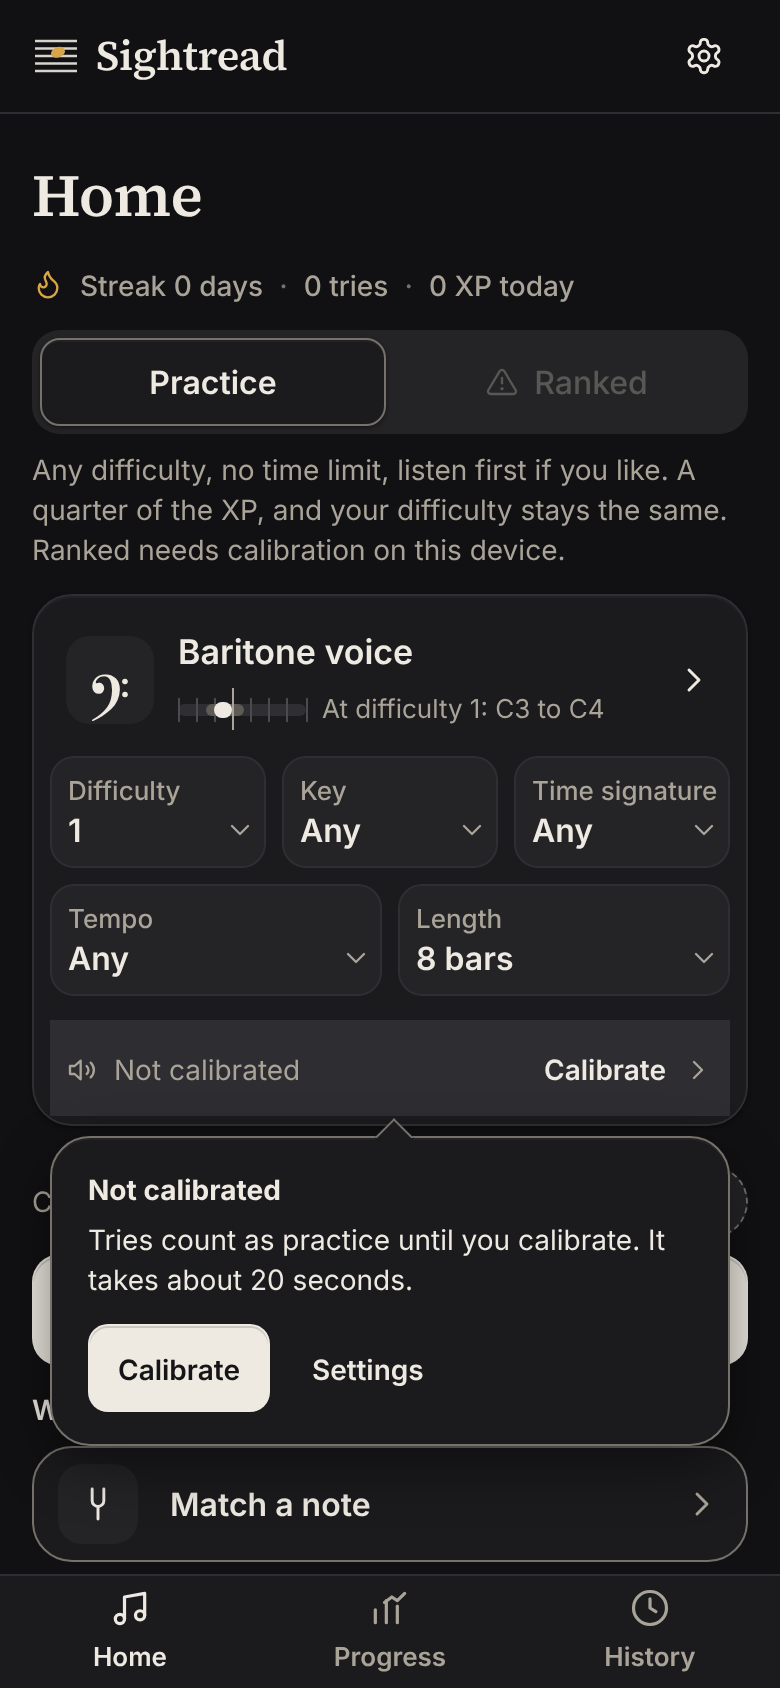 Sightread
Home
Streak 0 days · 0 tries · 0 XP today
Practice
Ranked
Any difficulty, no time limit, listen first if you like. A
quarter of the XP, and your difficulty stays the same.
Ranked needs calibration on this device.
Baritone voice
At difficulty 1: C3 to C4
Difficulty
1
Key
Any
Time signature
Any
Tempo
Any
Length
8 bars
Not calibrated
Calibrate
Not calibrated
Tries count as practice until you calibrate. It
takes about 20 seconds.
Calibrate
Settings
Match a note
Home
Progress
History